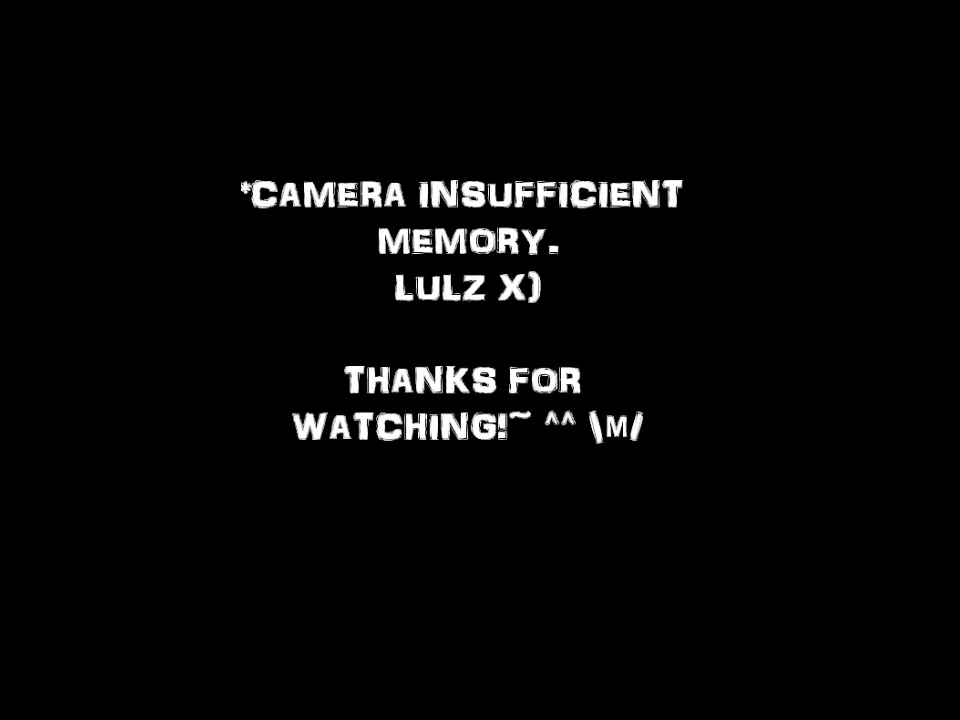 *CAMERA INSUFFICIENT
MEMORY.
LULZ X)
THANKS FOR
WATCHING!~ ^^ \M/